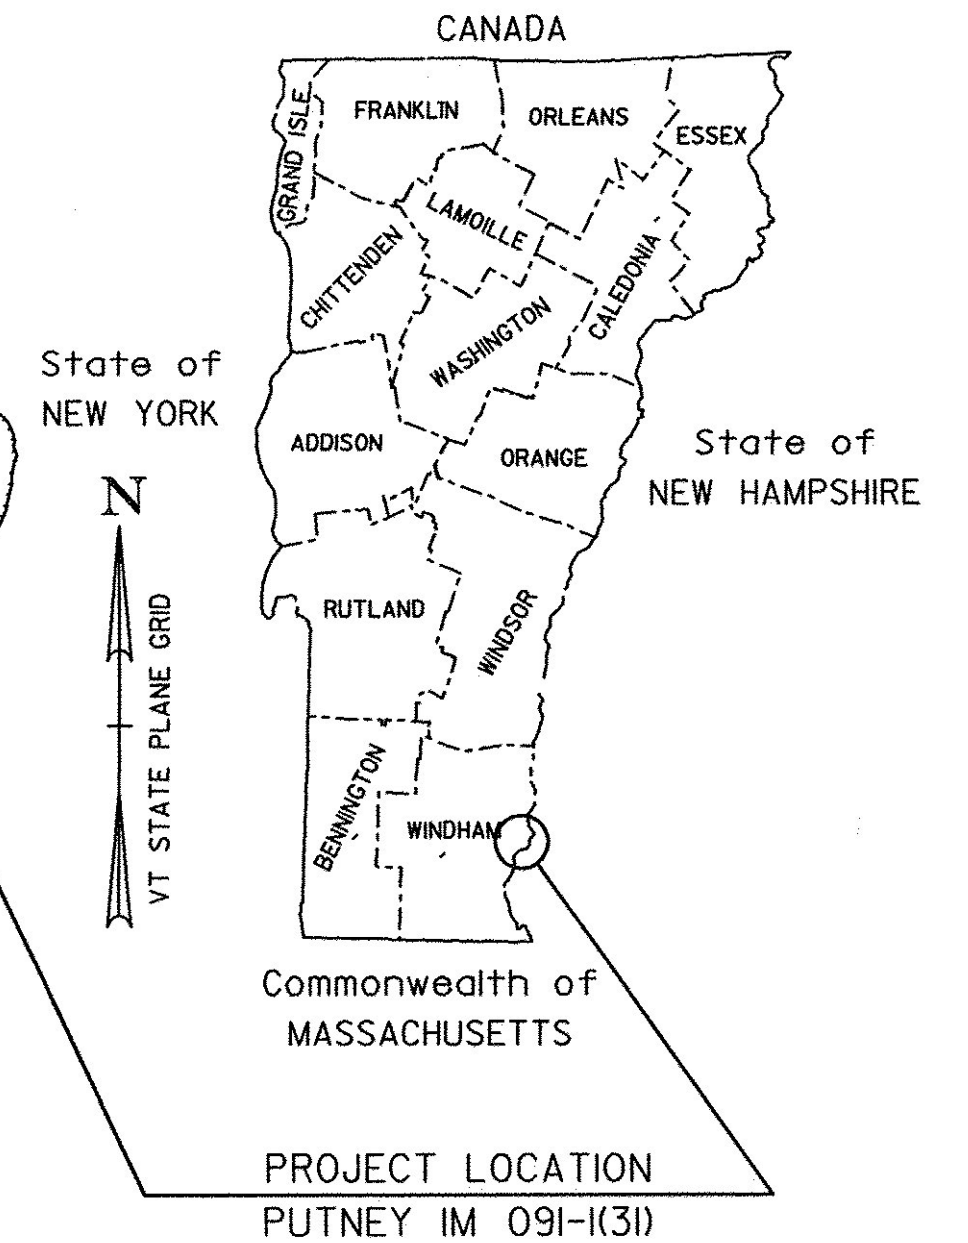 CANADA
GRAND ISLE
FRANKLIN
ORLEANS
ESSEX
LAMOILLE
CHITTENDEN
CALEDONIA
WASHINGTON
State of
NEW YORK
ADDISON
ORANGE
State of
NEW HAMPSHIRE
N
VT STATE PLANE GRID
RUTLAND
WINDSOR
BENNINGTON
WINDHAM
Commonwealth of
MASSACHUSETTS
PROJECT LOCATION
PUTNEY IM 091-1(31)